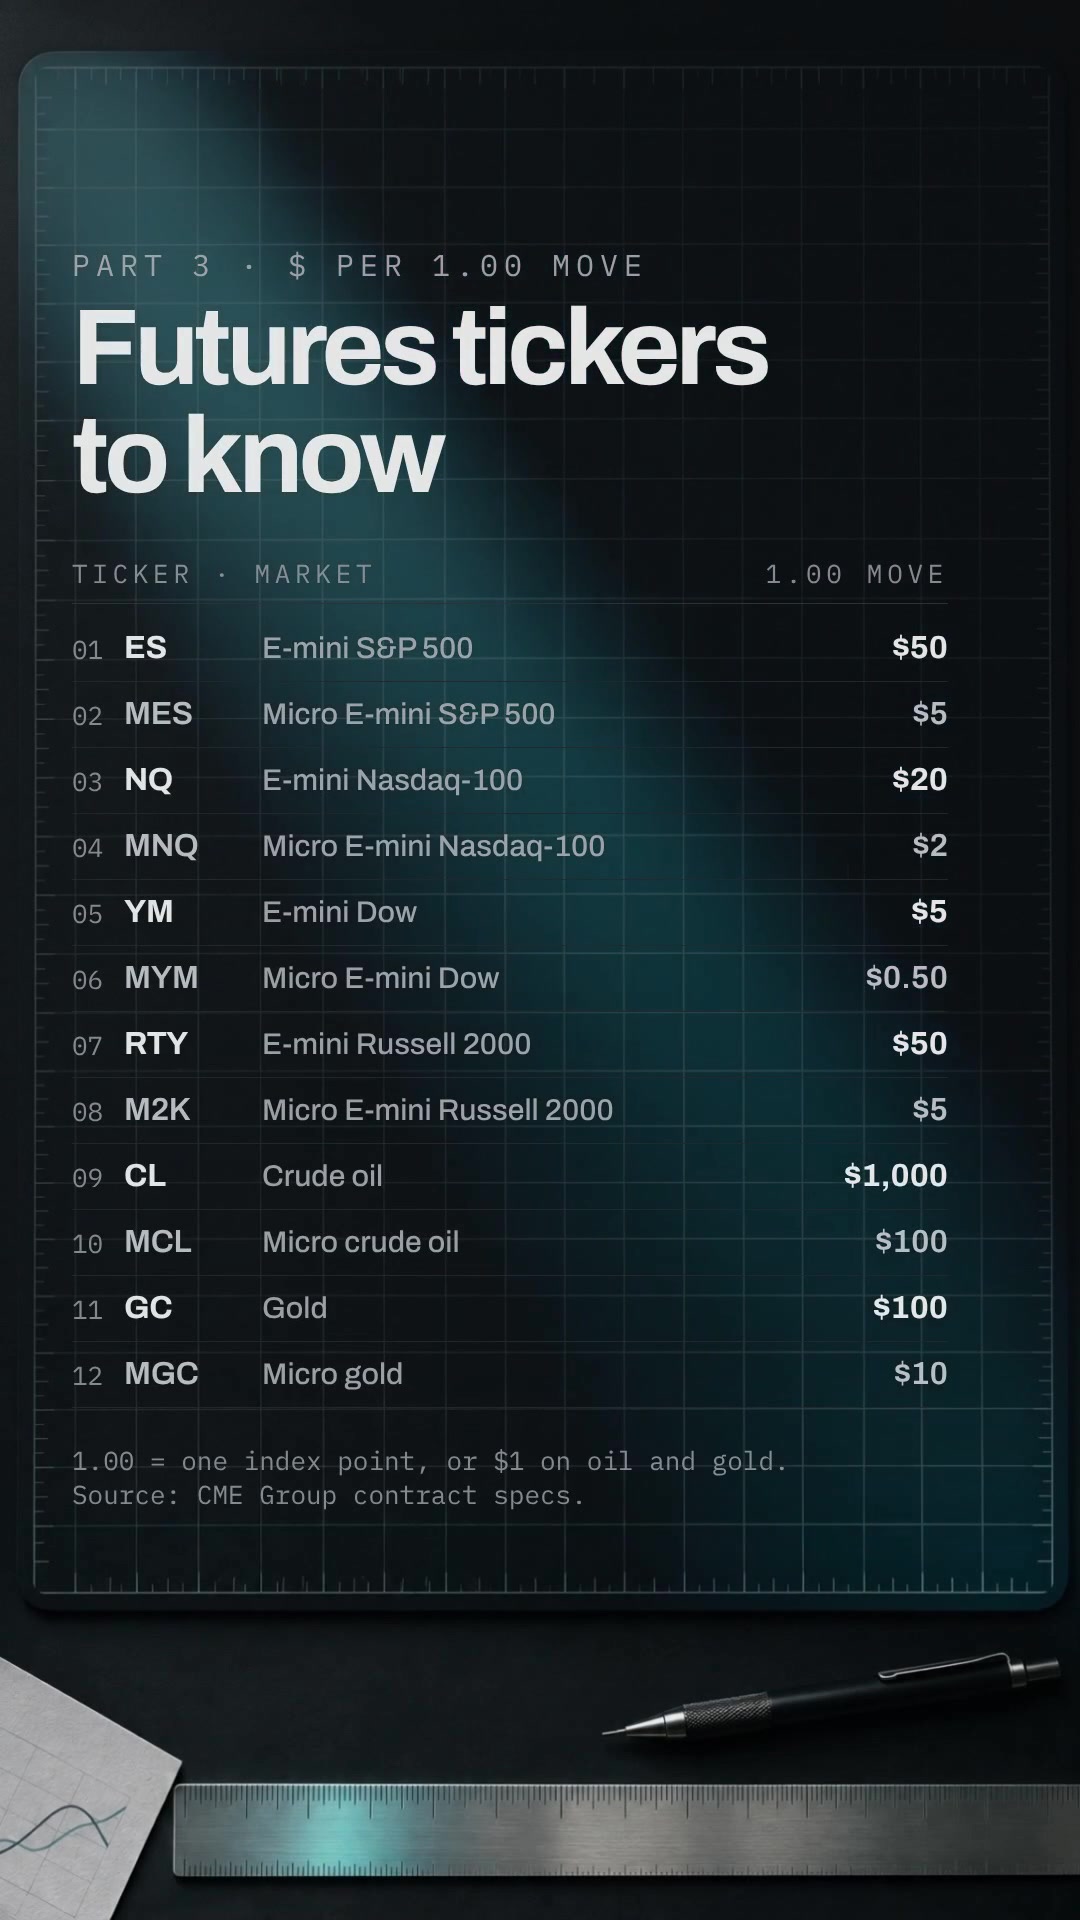 PART 3 · $ PER 1.00 MOVE
Futures tickers
to know
TICKER · MARKET 1.00 MOVE
01 ES E-mini S&P 500 $50
02 MES Micro E-mini S&P 500 $5
03 NQ E-mini Nasdaq-100 $20
04 MNQ Micro E-mini Nasdaq-100 $2
05 YM E-mini Dow $5
06 MYM Micro E-mini Dow $0.50
07 RTY E-mini Russell 2000 $50
08 M2K Micro E-mini Russell 2000 $5
09 CL Crude oil $1,000
10 MCL Micro crude oil $100
11 GC Gold $100
12 MGC Micro gold $10
1.00 = one index point, or $1 on oil and gold.
Source: CME Group contract specs.